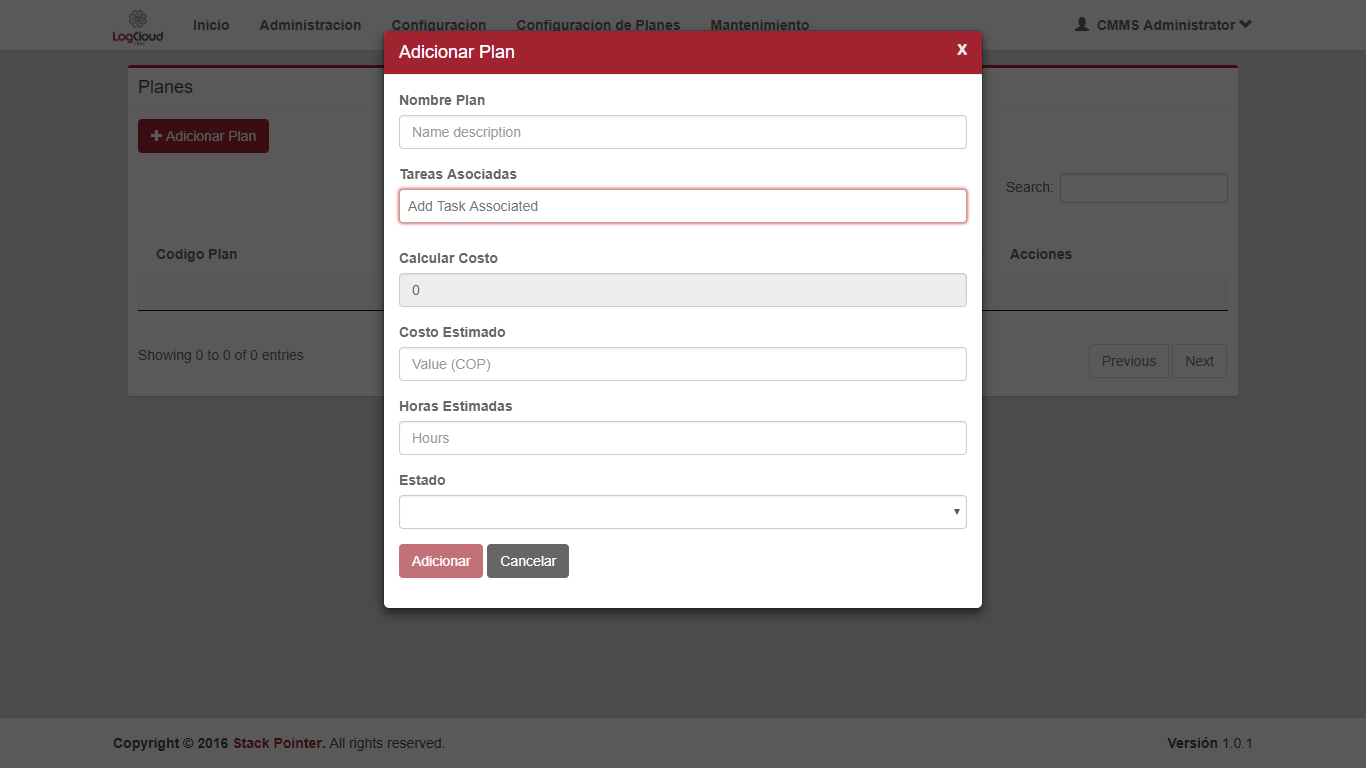 LogCloud
Inicio Administracion Configuracion Configuracion de Planes Mantenimiento CMMS Administrator
Adicionar Plan x
Planes
Nombre Plan
Name description
Adicionar Plan
Tareas Asociadas
Search:
Add Task Associated
Codigo Plan Acciones
Calcular Costo
0
Costo Estimado
Value (COP)
Showing 0 to 0 of 0 entries Previous Next
Horas Estimadas
Hours
Estado
Adicionar Cancelar
Copyright © 2016 Stack Pointer. All rights reserved. Versión 1.0.1